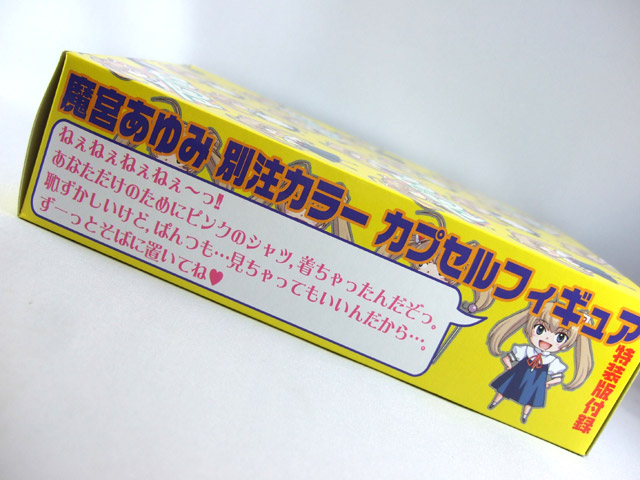 魔宮あゆみ 別注カラー カプセルフィギュア
ねぇねぇねぇねぇ〜っ!!
あなただけのためにピンクのシャツ、着ちゃったんだぞっ。
恥ずかしいけど、ぱんつも…見ちゃってもいいんだから…。
ずーっとそばに置いてね♥
特装版付録